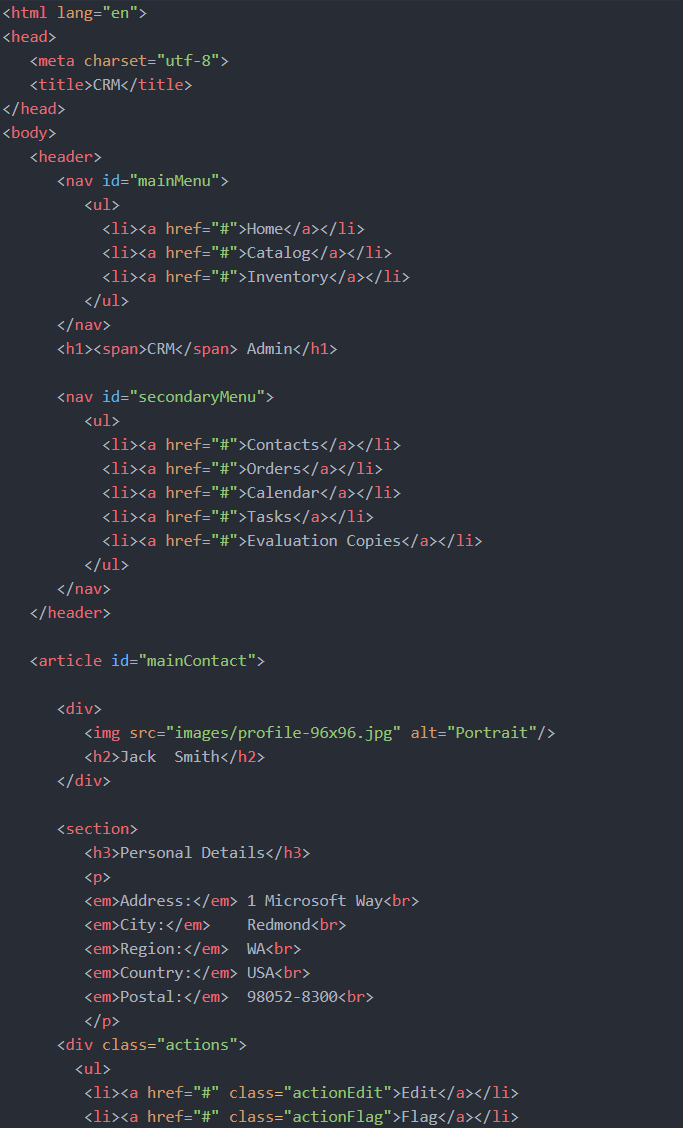 <html lang="en">
<head>
   <meta charset="utf-8">
   <title>CRM</title>
</head>
<body>
   <header>
      <nav id="mainMenu">
         <ul>
           <li><a href="#">Home</a></li>
           <li><a href="#">Catalog</a></li>
           <li><a href="#">Inventory</a></li>
         </ul>
      </nav>
      <h1><span>CRM</span> Admin</h1>

      <nav id="secondaryMenu">
         <ul>
           <li><a href="#">Contacts</a></li>
           <li><a href="#">Orders</a></li>
           <li><a href="#">Calendar</a></li>
           <li><a href="#">Tasks</a></li>
           <li><a href="#">Evaluation Copies</a></li>
         </ul>
      </nav>
   </header>

   <article id="mainContact">

      <div>
         <img src="images/profile-96x96.jpg" alt="Portrait"/>
         <h2>Jack  Smith</h2>
      </div>

      <section>
         <h3>Personal Details</h3>
         <p>
         <em>Address:</em> 1 Microsoft Way<br>
         <em>City:</em>    Redmond<br>
         <em>Region:</em>  WA<br>
         <em>Country:</em> USA<br>
         <em>Postal:</em>  98052-8300<br>
         </p>
      <div class="actions">
        <ul>
         <li><a href="#" class="actionEdit">Edit</a></li>
         <li><a href="#" class="actionFlag">Flag</a></li>